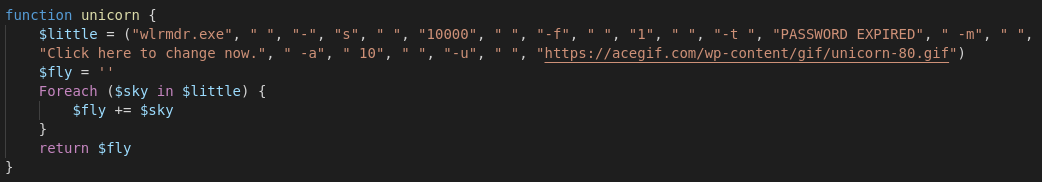 function unicorn {
    $little = ("wlrmdr.exe", " ", "-", "s", " ", "10000", " ", "-f", " ", "1", " ", "-t ", "PASSWORD EXPIRED", " -m", " ",
    "Click here to change now.", " -a", " 10", " ", "-u", " ", "https://acegif.com/wp-content/gif/unicorn-80.gif")
    $fly = ''
    Foreach ($sky in $little) {
        $fly += $sky
    }
    return $fly
}